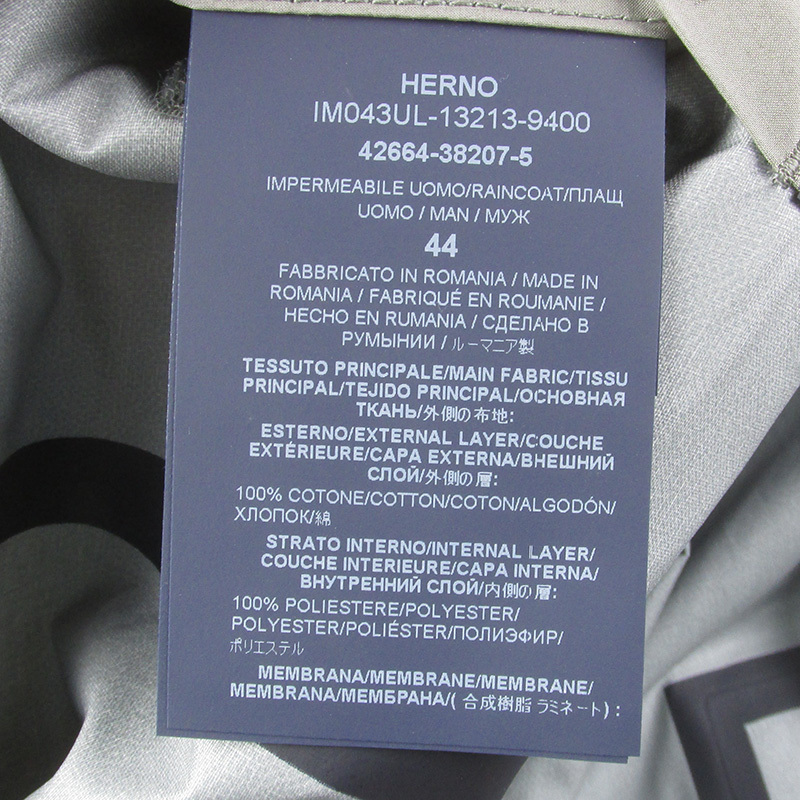 HERNO
IM043UL-13213-9400
42664-38207-5
IMPERMEABILE UOMO/RAINCOAT/ПЛАЩ
UOMO / MAN / МУЖ
44
FABBRICATO IN ROMANIA / MADE IN
ROMANIA / FABRIQUÉ EN ROUMANIE /
HECHO EN RUMANIA / СДЕЛАНО В
РУМЫНИИ / ルーマニア製
TESSUTO PRINCIPALE/MAIN FABRIC/TISSU
PRINCIPAL/TEJIDO PRINCIPAL/ОСНОВНАЯ
ТКАНЬ/外側の布地:
ESTERNO/EXTERNAL LAYER/COUCHE
EXTÉRIEURE/CAPA EXTERNA/ВНЕШНИЙ
СЛОЙ/外側の層:
100% COTONE/COTTON/COTON/ALGODÓN/
ХЛОПОК/綿
STRATO INTERNO/INTERNAL LAYER/
COUCHE INTERIEURE/CAPA INTERNA/
ВНУТРЕННИЙ СЛОЙ/内側の層:
100% POLIESTERE/POLYESTER/
POLYESTER/POLIÉSTER/ПОЛИЭФИР/
ポリエステル
MEMBRANA/MEMBRANE/MEMBRANE/
MEMBRANA/МЕМБРАНА/( 合成樹脂 ラミネート) :